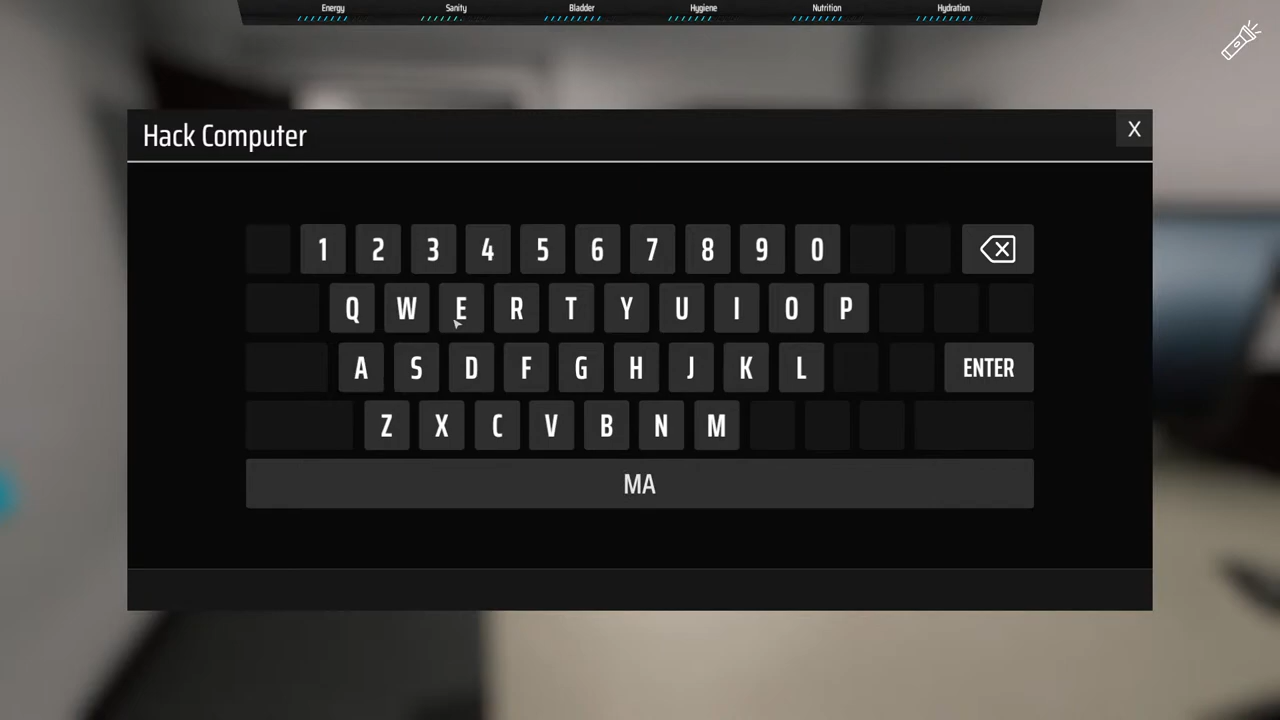 Energy Sanity Bladder Hygiene Nutrition Hydration
Hack Computer X
1 2 3 4 5 6 7 8 9 0
Q W E R T Y U I O P
A S D F G H J K L ENTER
Z X C V B N M
MA